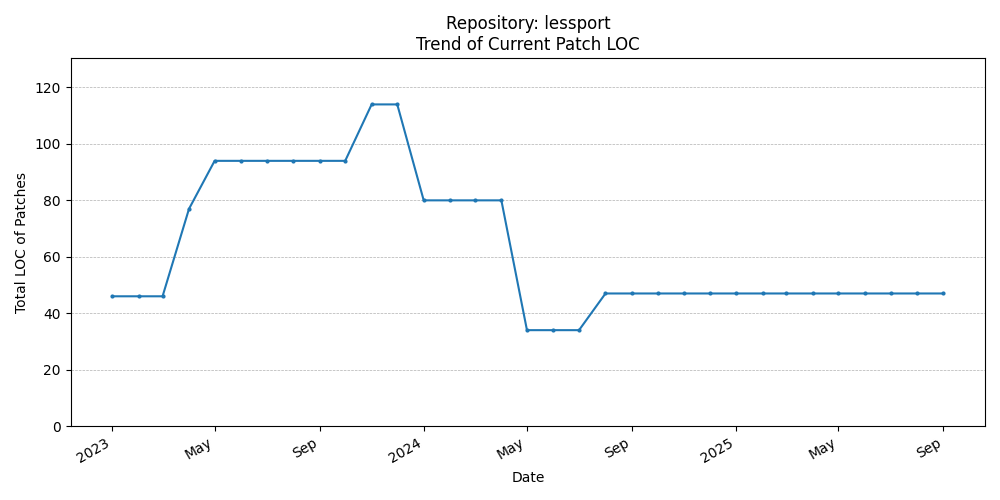 Repository: lessport
Trend of Current Patch LOC
Total LOC of Patches
120
100
80
60
40
20
0
2023
May
Sep
2024
May
Sep
2025
May
Sep
Date